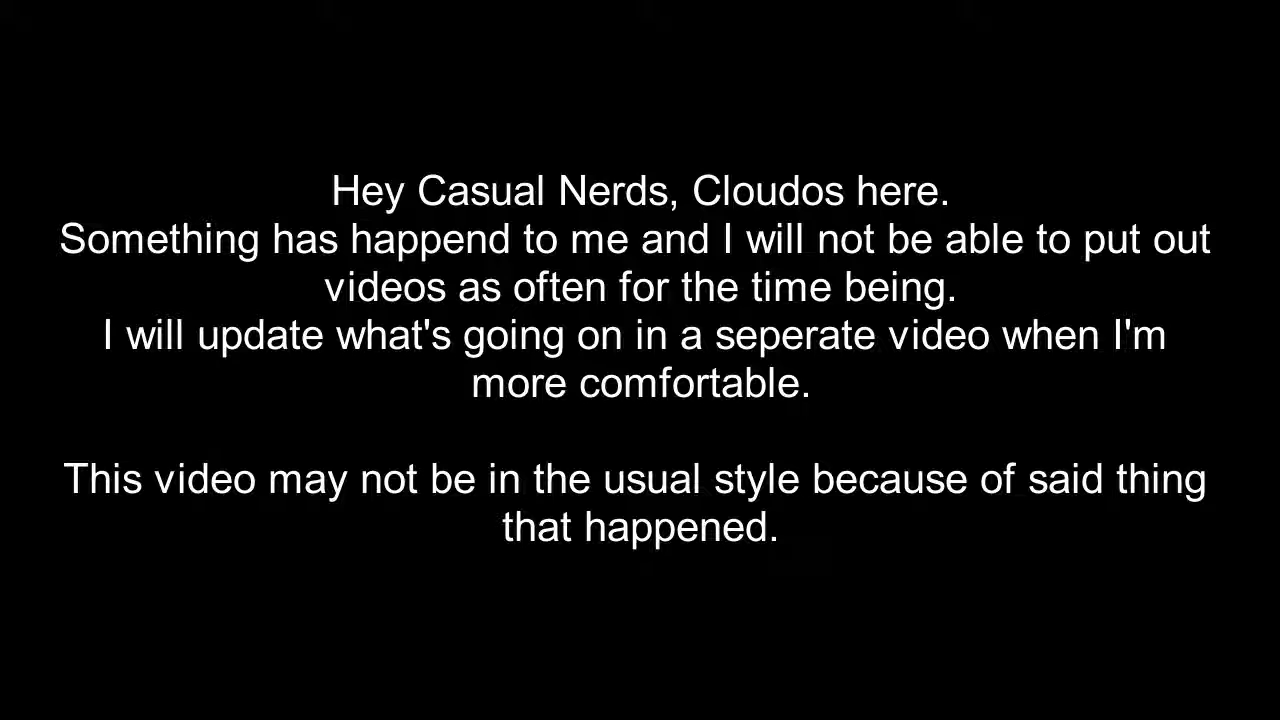 Hey Casual Nerds, Cloudos here.
Something has happend to me and I will not be able to put out
videos as often for the time being.
I will update what's going on in a seperate video when I'm
more comfortable.
This video may not be in the usual style because of said thing
that happened.